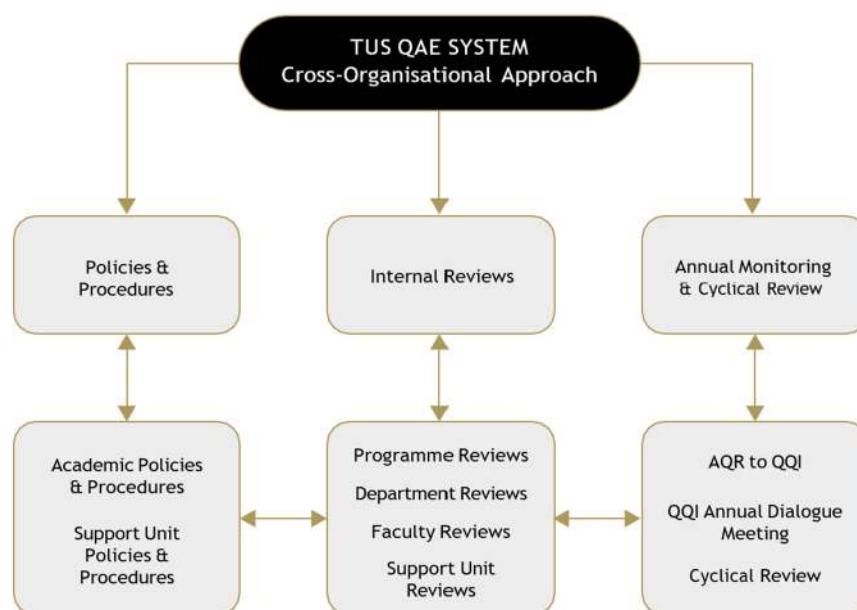 TUS QAE SYSTEM
Cross-Organisational Approach
Policies &
Procedures
Internal Reviews
Annual Monitoring
& Cyclical Review
Academic Policies
& Procedures
Support Unit
Policies &
Procedures
Programme Reviews
Department Reviews
Faculty Reviews
Support Unit
Reviews
AQR to QQI
QQI Annual Dialogue
Meeting
Cyclical Review